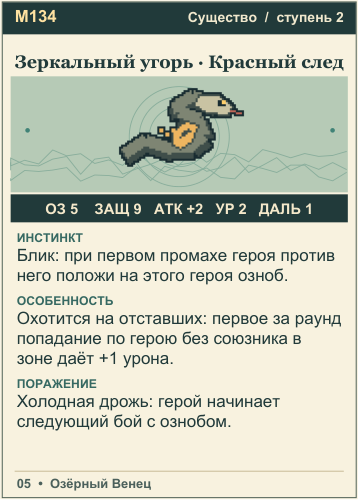 М134
Существо / ступень 2
Зеркальный угорь · Красный след
ОЗ 5 ЗАЩ 9 АТК +2 УР 2 ДАЛЬ 1
ИНСТИНКТ
Блик: при первом промахе героя против
него положи на этого героя озноб.
ОСОБЕННОСТЬ
Охотится на отставших: первое за раунд
попадание по герою без союзника в
зоне даёт +1 урона.
ПОРАЖЕНИЕ
Холодная дрожь: герой начинает
следующий бой с ознобом.
05 • Озёрный Венец